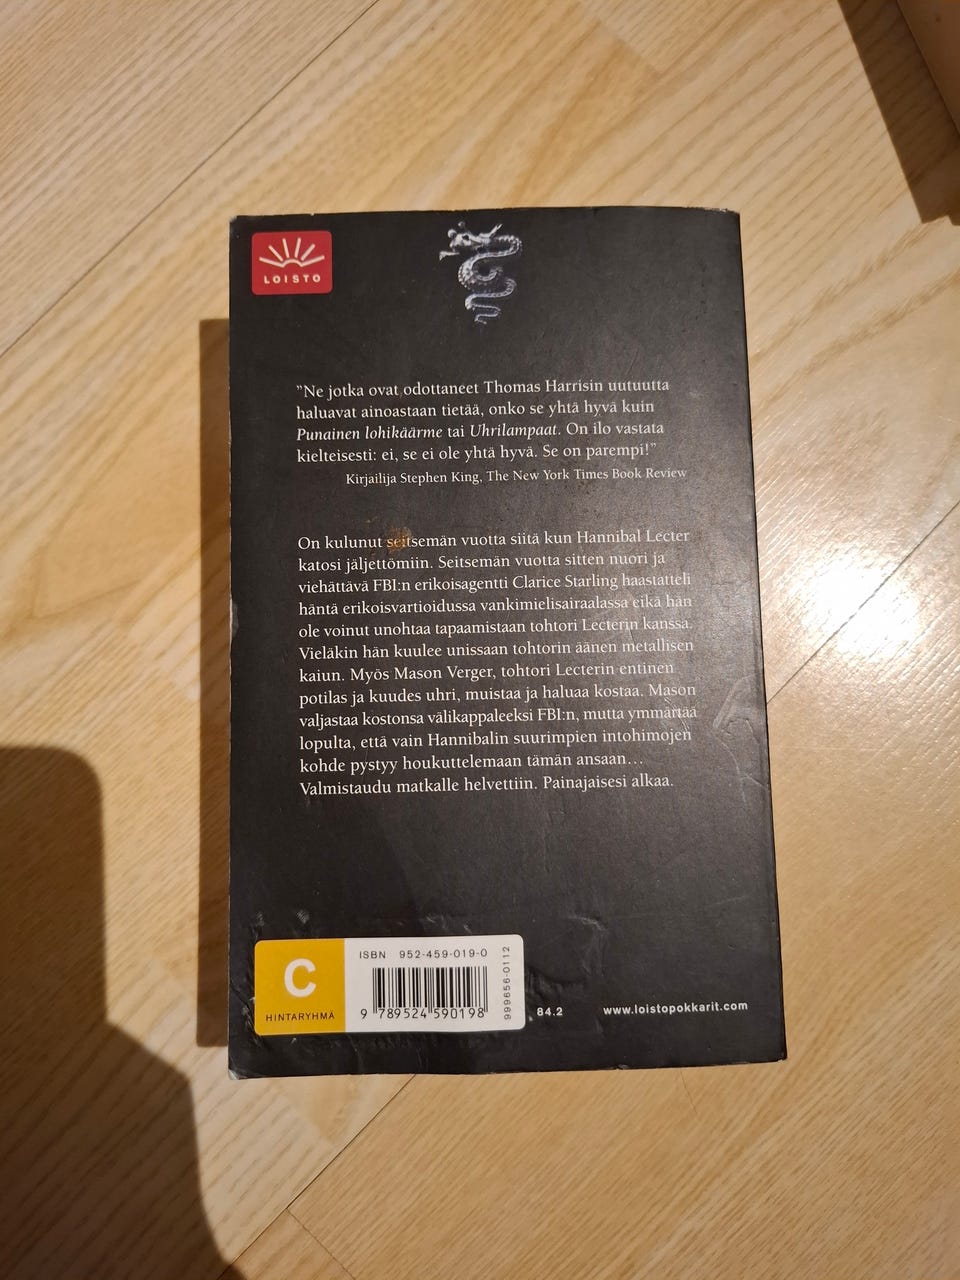 LOISTO
"Ne jotka ovat odottaneet Thomas Harrisin uutuutta
haluavat ainoastaan tietää, onko se yhtä hyvä kuin
Punainen lohikäärme tai Uhrilampaat. On ilo vastata
kielteisesti: ei, se ei ole yhtä hyvä. Se on parempi!"
Kirjailija Stephen King, The New York Times Book Review
On kulunut seitsemän vuotta siitä kun Hannibal Lecter
katosi jäljettömiin. Seitsemän vuotta sitten nuori ja
viehättävä FBI:n erikoisagentti Clarice Starling haastatteli
häntä erikoisvartioidussa vankimielisairaalassa eikä hän
ole voinut unohtaa tapaamistaan tohtori Lecterin kanssa.
Vieläkin hän kuulee unissaan tohtorin äänen metallisen
kaiun. Myös Mason Verger, tohtori Lecterin entinen
potilas ja kuudes uhri, muistaa ja haluaa kostaa. Mason
valjastaa kostonsa välikappaleeksi FBI:n, mutta ymmärtää
lopulta, että vain Hannibalin suurimpien intohimojen
kohde pystyy houkuttelemaan tämän ansaan...
Valmistaudu matkalle helvettiin. Painajaisesi alkaa.
C
HINTARYHMÄ
ISBN 952-459-019-0
9 789524 590198
999656-0112
84.2
www.loistopokkarit.com